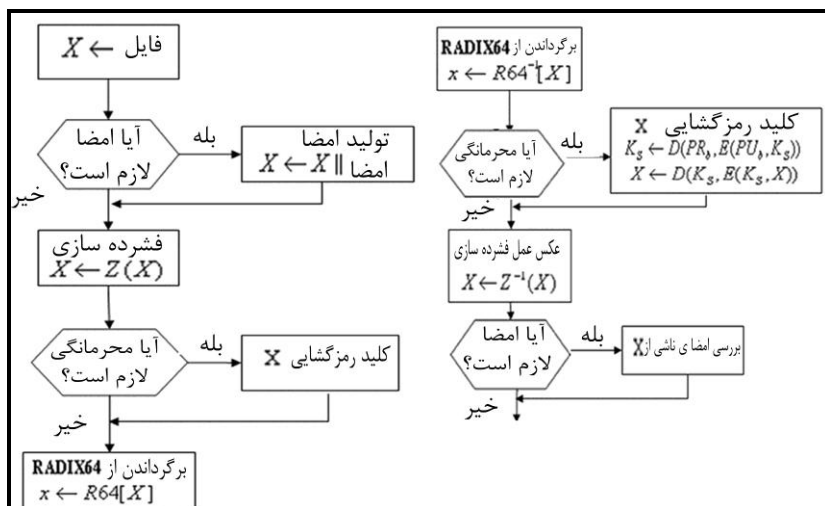 X ← فایل
آیا امضا
لازم است؟
بله
تولید امضا
X ← X || امضا
خیر
فشرده سازی
X ← Z (X)
آیا محرمانگی
لازم است؟
بله
کلید رمزگشایی X
خیر
برگرداندن از RADIX64
x ← R64[X]
برگرداندن از RADIX64
x ← R64⁻¹[X]
آیا محرمانگی
لازم است؟
بله
کلید رمزگشایی X
K_S ← D(PR_b, E(PU_b, K_S))
X ← D(K_S, E(K_S, X))
خیر
عکس عمل فشرده سازی
X ← Z⁻¹(X)
آیا امضا
لازم است؟
بله
بررسی امضا ی ناشی از X
خیر